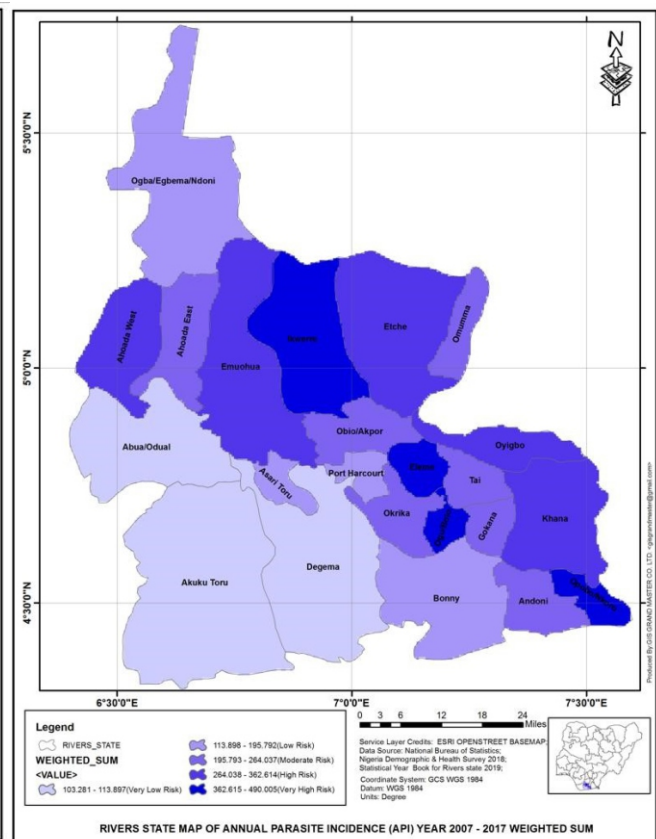 N
5°30'0"N
5°0'0"N
4°30'0"N
Ogba/Egbema/Ndoni
Ahoada West
Ahoada East
Emuohua
Etche
Omumma
Abua/Odual
Obio/Akpor
Oyigbo
Asari Toru
Port Harcourt
Eleme
Tai
Okrika
Gokana
Khana
Akuku Toru
Degema
Bonny
Andoni
6°30'0"E
7°0'0"E
7°30'0"E
Produced By GIS GRAND MASTER CO. LTD. <gisgrandmaster@gmail.com>
Legend
RIVERS_STATE
WEIGHTED_SUM
<VALUE>
103.281 - 113.897(Very Low Risk)
113.898 - 195.792(Low Risk)
195.793 - 264.037(Moderate Risk)
264.038 - 362.614(High Risk)
362.615 - 490.005(Very High Risk)
0 3 6 12 18 24
Miles
Service Layer Credits: ESRI OPENSTREET BASEMAP;
Data Source: National Bureau of Statistics;
Nigeria Demographic & Health Survey 2018;
Statistical Year Book for Rivers state 2019;
Coordinate System: GCS WGS 1984
Datum: WGS 1984
Units: Degree
RIVERS STATE MAP OF ANNUAL PARASITE INCIDENCE (API) YEAR 2007 - 2017 WEIGHTED SUM